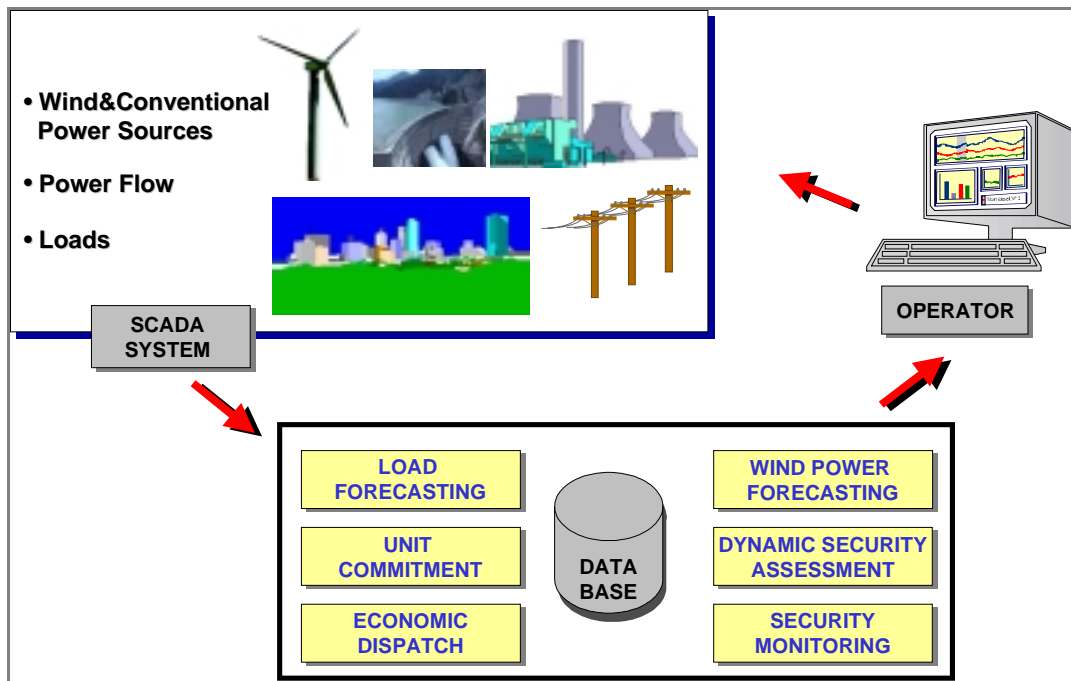 • Wind&Conventional
Power Sources
• Power Flow
• Loads
SCADA
SYSTEM
OPERATOR
LOAD
FORECASTING
UNIT
COMMITMENT
ECONOMIC
DISPATCH
DATA
BASE
WIND POWER
FORECASTING
DYNAMIC SECURITY
ASSESSMENT
SECURITY
MONITORING